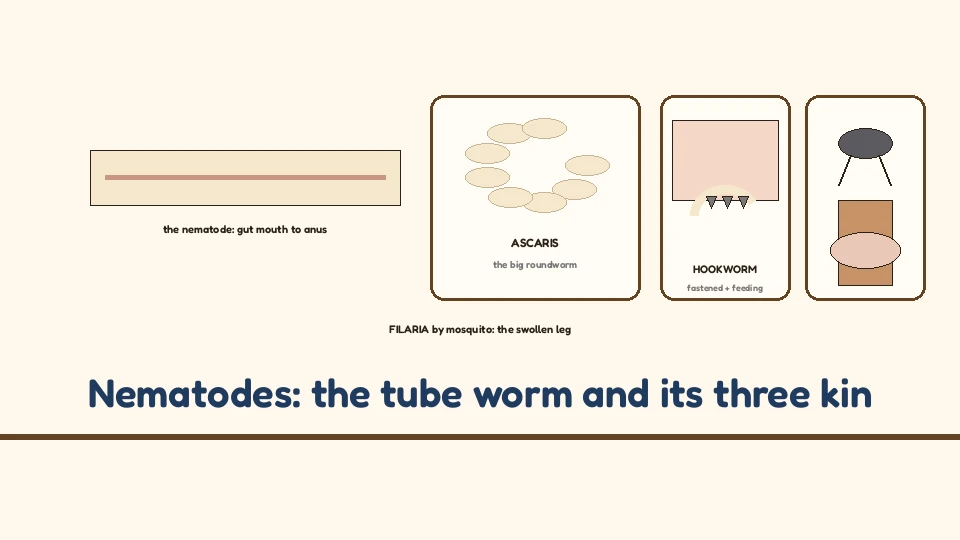 the nematode: gut mouth to anus
ASCARIS
the big roundworm
HOOKWORM
fastened + feeding
FILARIA by mosquito: the swollen leg
Nematodes: the tube worm and its three kin